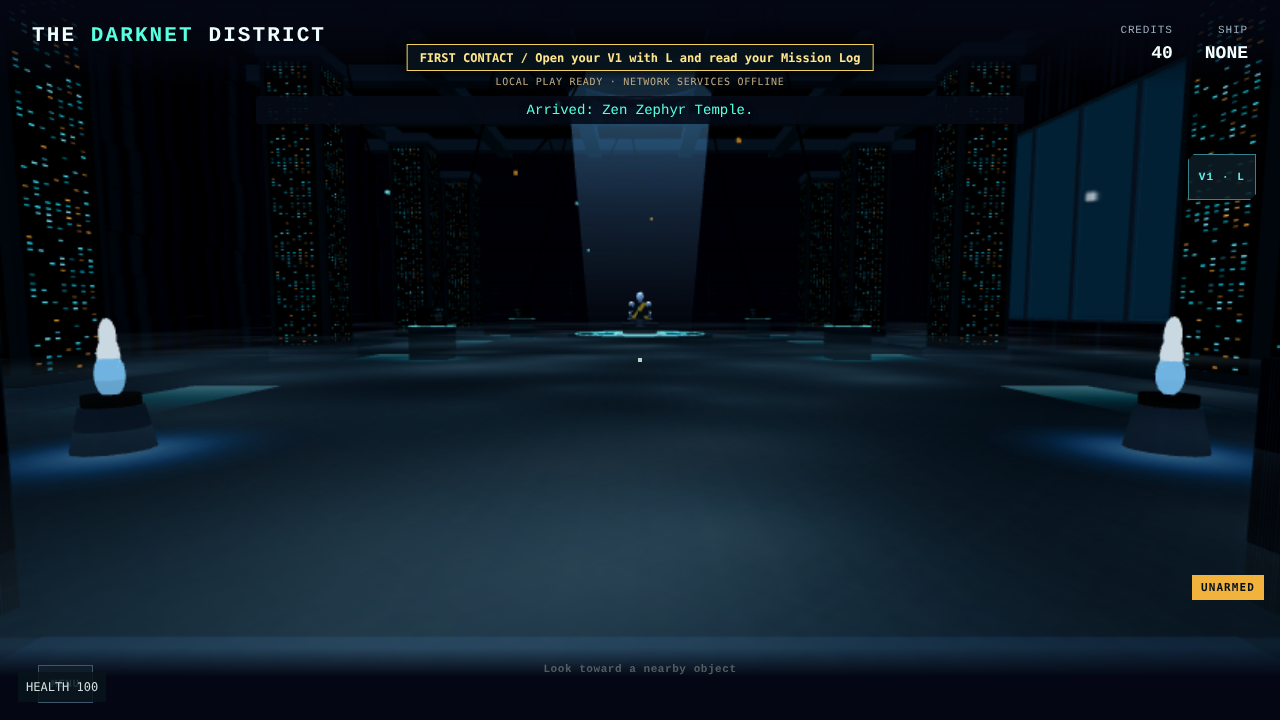 THE DARKNET DISTRICT
CREDITS
SHIP
40
NONE
FIRST CONTACT / Open your V1 with L and read your Mission Log
LOCAL PLAY READY · NETWORK SERVICES OFFLINE
Arrived: Zen Zephyr Temple.
V1 · L
UNARMED
Look toward a nearby object
HEALTH 100